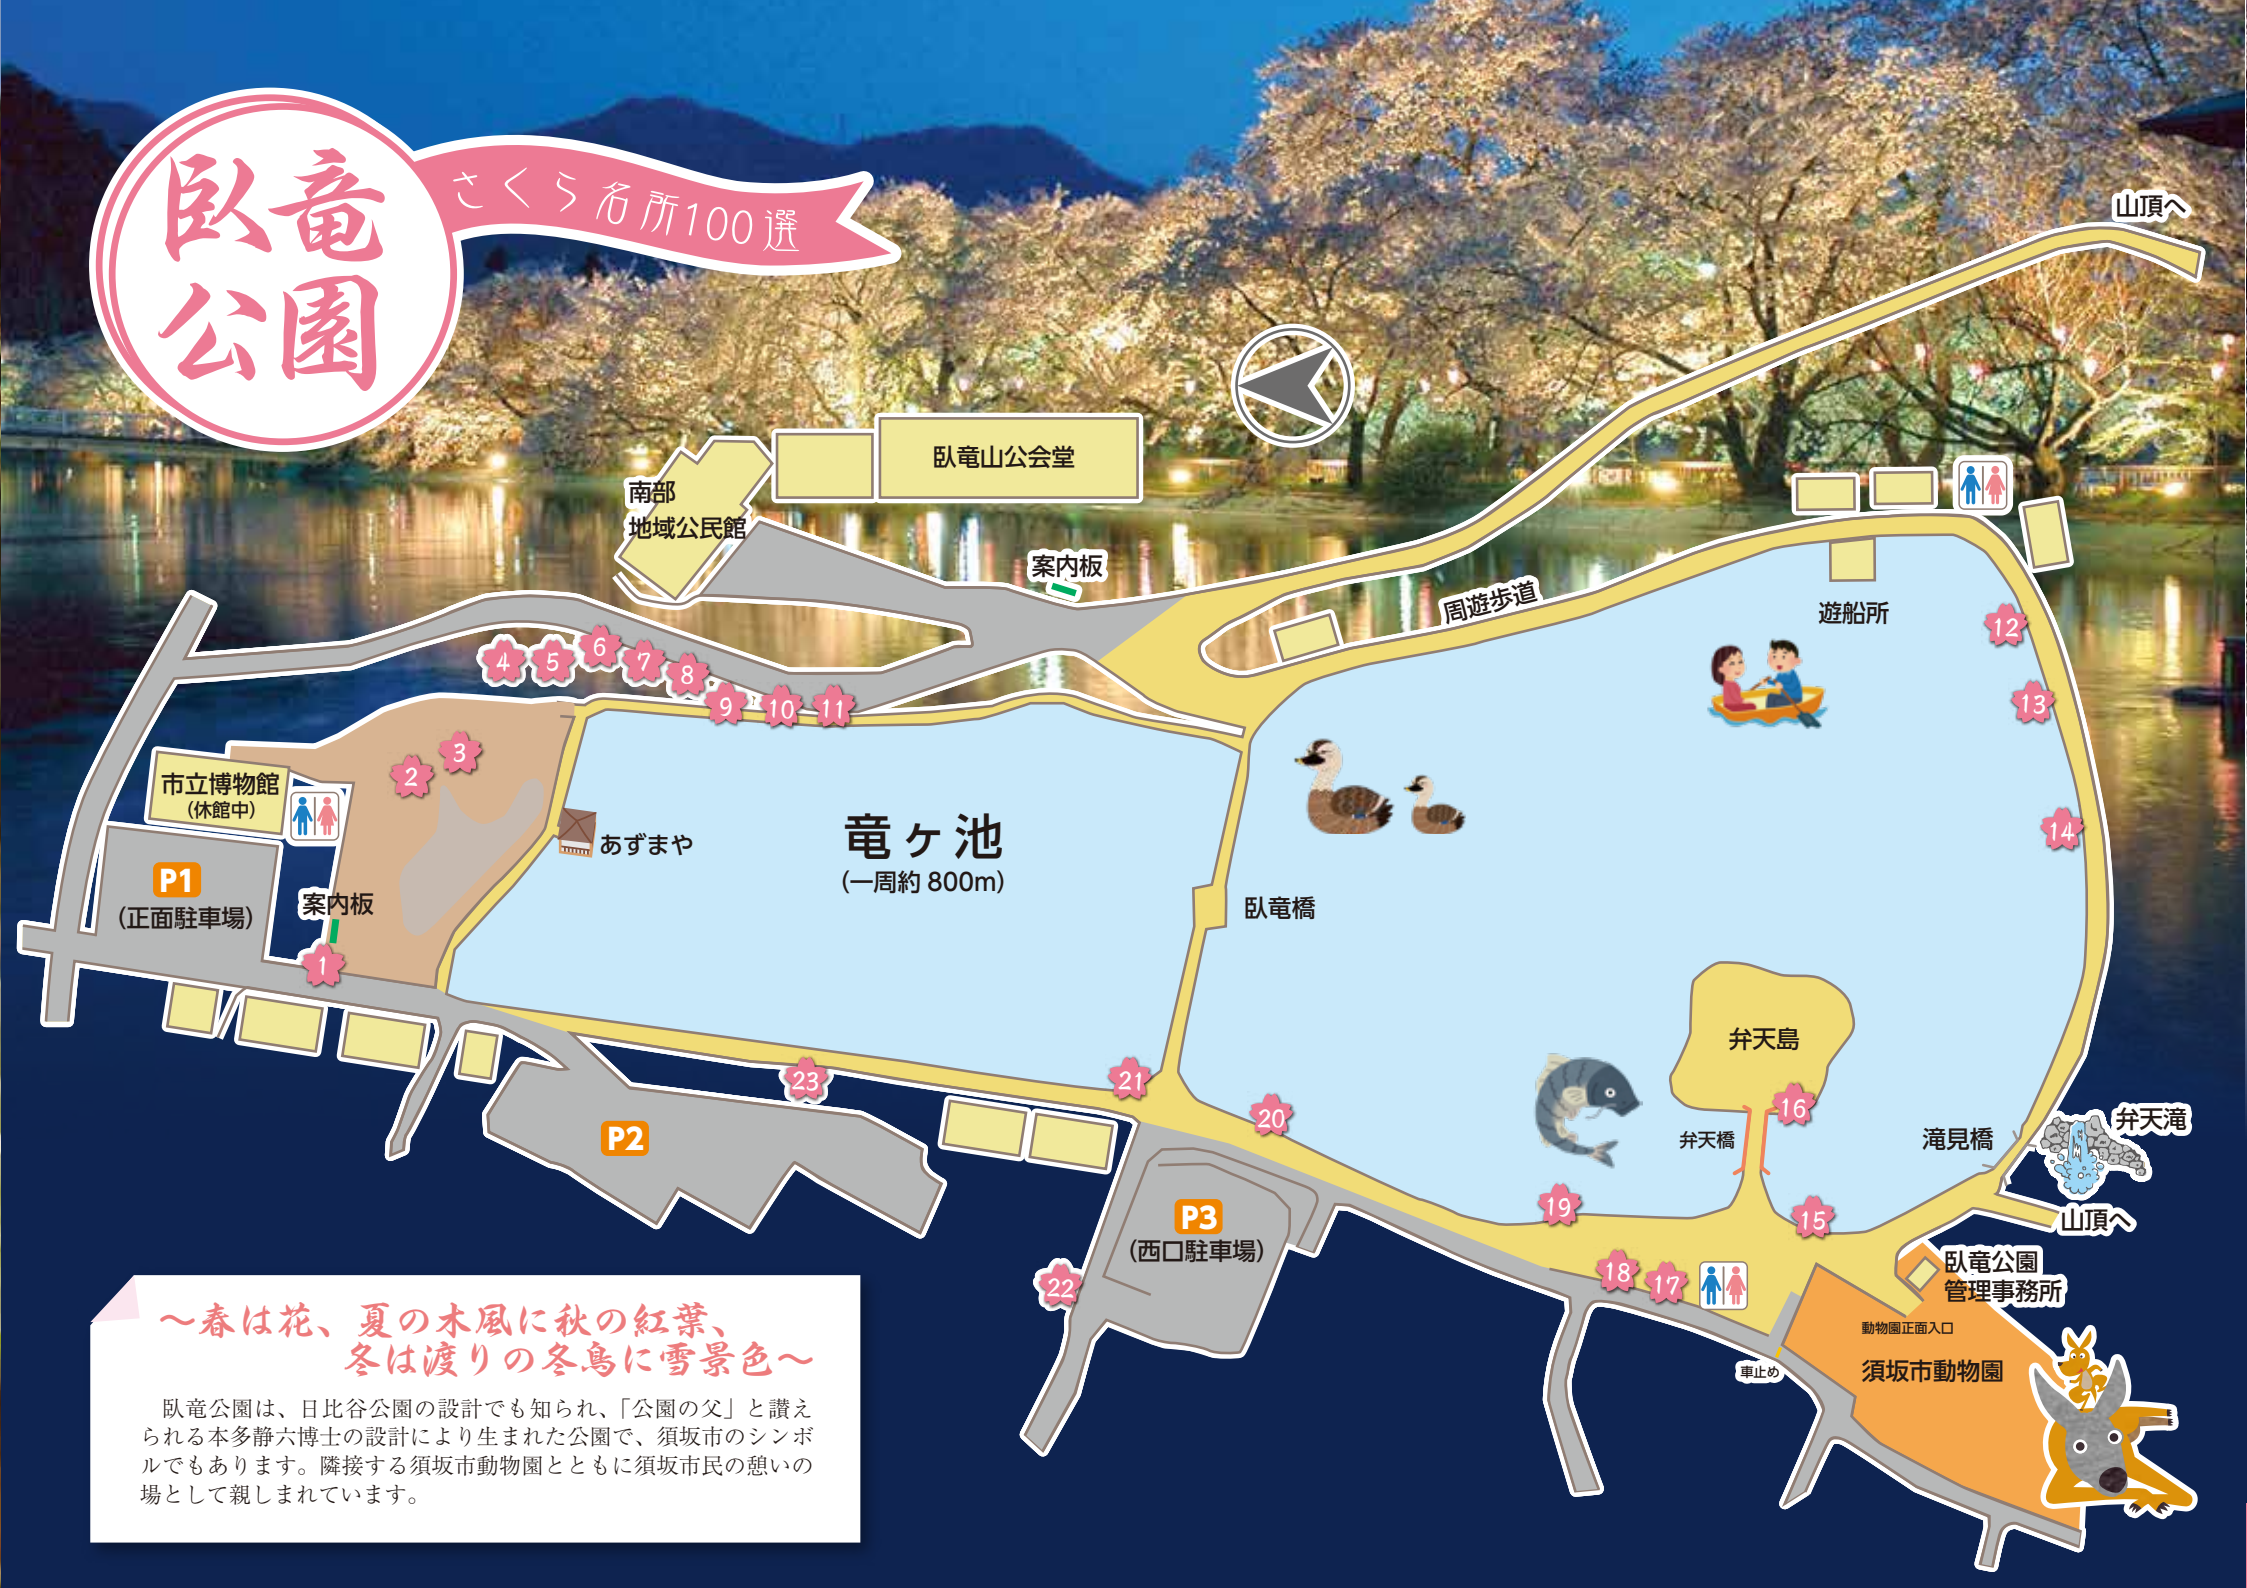 臥竜
公園
さくら名所100選
山頂へ
臥竜山公会堂
南部
地域公民館
案内板
周遊歩道
遊船所
4
5
6
7
8
9
10
11
12
13
14
2
3
市立博物館
(休館中)
あずまや
竜ヶ池
(一周約 800m)
P1
(正面駐車場)
案内板
1
臥竜橋
弁天島
16
弁天橋
滝見橋
弁天滝
山頂へ
23
21
20
19
15
P2
P3
(西口駐車場)
22
18
17
臥竜公園
管理事務所
動物園正面入口
須坂市動物園
車止め
～春は花、夏の木風に秋の紅葉、
冬は渡りの冬鳥に雪景色～
臥竜公園は、日比谷公園の設計でも知られ、「公園の父」と讃え
られる本多静六博士の設計により生まれた公園で、須坂市のシンボ
ルでもあります。隣接する須坂市動物園とともに須坂市民の憩いの
場として親しまれています。